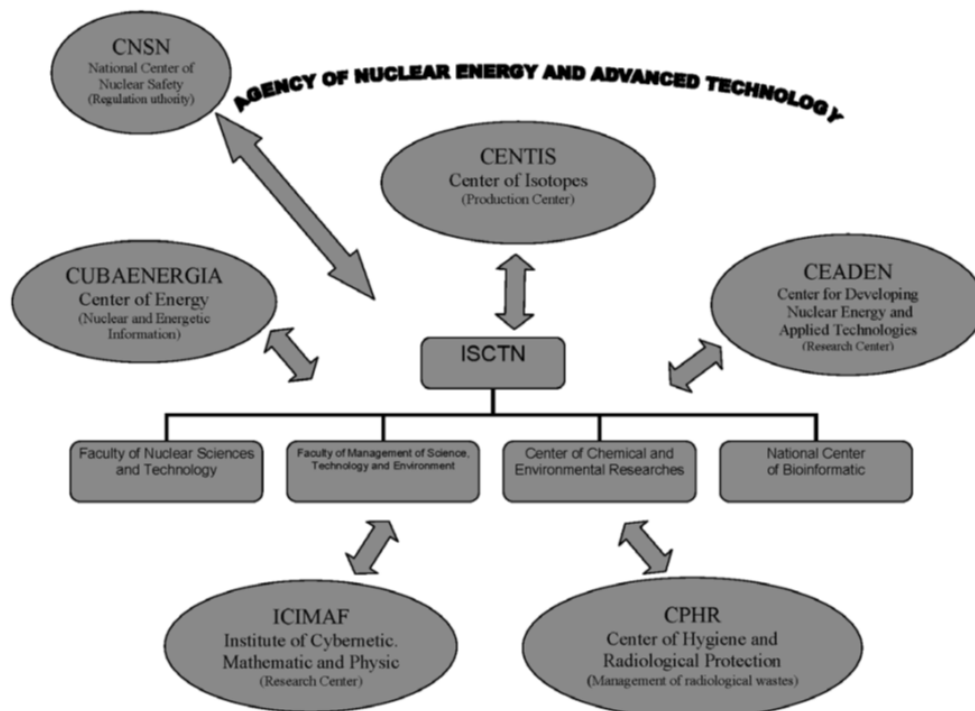 CNSN
National Center of
Nuclear Safety
(Regulation uthority)
AGENCY OF NUCLEAR ENERGY AND ADVANCED TECHNOLOGY
CENTIS
Center of Isotopes
(Production Center)
CUBAENERGIA
Center of Energy
(Nuclear and Energetic
Information)
CEADEN
Center for Developing
Nuclear Energy and
Applied Technologies
(Research Center)
ISCTN
Faculty of Nuclear Sciences
and Technology
Faculty of Management of Science,
Technology and Environment
Center of Chemical and
Environmental Researches
National Center
of Bioinformatic
ICIMAF
Institute of Cybernetic.
Mathematic and Physic
(Research Center)
CPHR
Center of Hygiene and
Radiological Protection
(Management of radiological wastes)